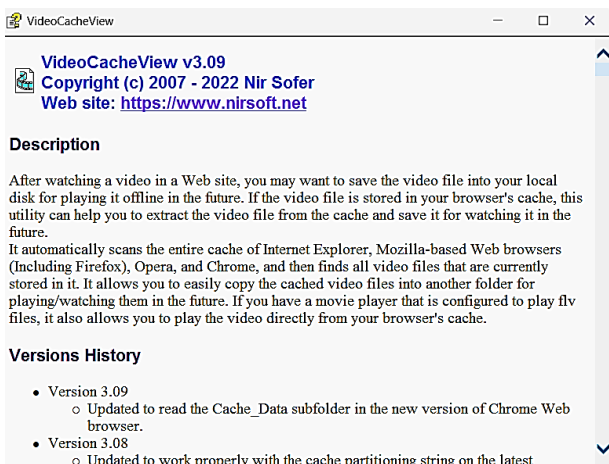 VideoCacheView
VideoCacheView v3.09
Copyright (c) 2007 - 2022 Nir Sofer
Web site: https://www.nirsoft.net
Description
After watching a video in a Web site, you may want to save the video file into your local
disk for playing it offline in the future. If the video file is stored in your browser's cache, this
utility can help you to extract the video file from the cache and save it for watching it in the
future.
It automatically scans the entire cache of Internet Explorer, Mozilla-based Web browsers
(Including Firefox), Opera, and Chrome, and then finds all video files that are currently
stored in it. It allows you to easily copy the cached video files into another folder for
playing/watching them in the future. If you have a movie player that is configured to play flv
files, it also allows you to play the video directly from your browser's cache.
Versions History
• Version 3.09
○ Updated to read the Cache_Data subfolder in the new version of Chrome Web
browser.
• Version 3.08
○ Updated to work properly with the cache partitioning string on the latest